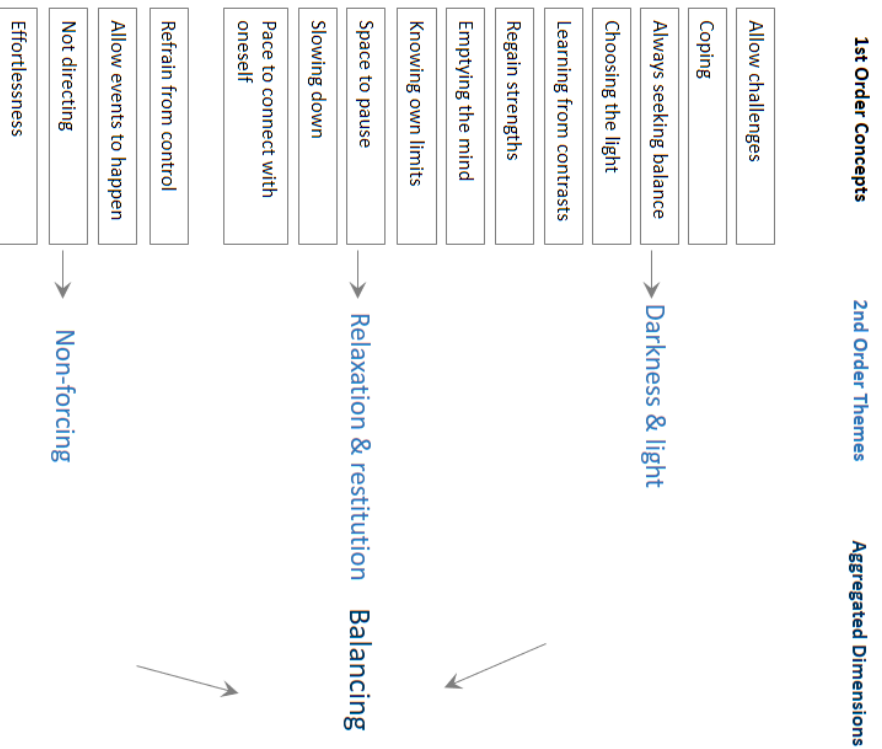 1st Order Concepts
2nd Order Themes
Aggregated Dimensions
Allow challenges
Coping
Always seeking balance
Choosing the light
Learning from contrasts
Darkness & light
Regain strengths
Emptying the mind
Knowing own limits
Space to pause
Slowing down
Pace to connect with
oneself
Relaxation & restitution
Balancing
Refrain from control
Allow events to happen
Not directing
Effortlessness
Non-forcing